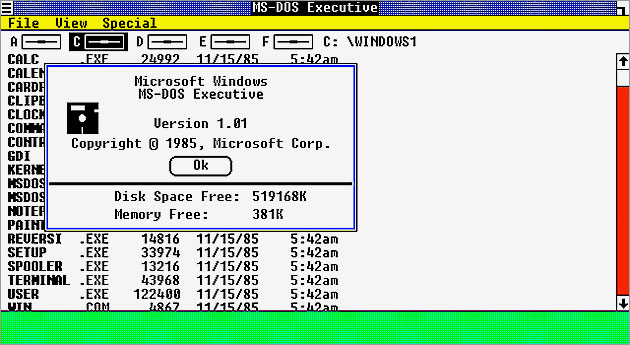 MS-DOS Executive
File View Special
A C D E F C: \WINDOWS1
CALC .EXE 24992 11/15/85 5:42am
CALEN
CARDF
CLIPB
CLOCK
COMMA
CONTR
GDI
KERNE
MSDOS
MSDOS
NOTEP
PAINT
Microsoft Windows
MS-DOS Executive
Version 1.01
Copyright @ 1985, Microsoft Corp.
Ok
Disk Space Free: 519168K
Memory Free: 381K
REVERSI .EXE 14816 11/15/85 5:42am
SETUP .EXE 33974 11/15/85 5:42am
SPOOLER .EXE 13216 11/15/85 5:42am
TERMINAL .EXE 43968 11/15/85 5:42am
USER .EXE 122400 11/15/85 5:42am
WIN .COM 4867 11/15/85 5:42am